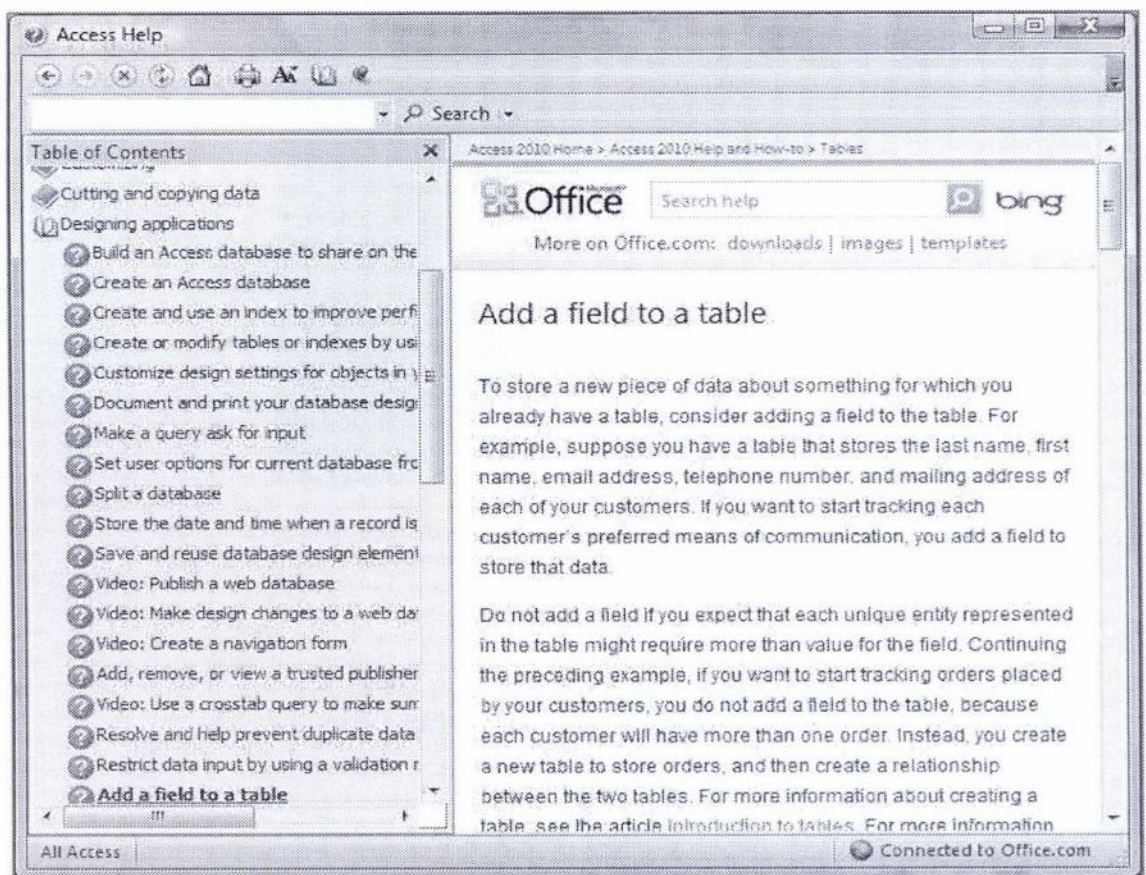 Access Help
Search
Table of Contents
Access 2010 Home > Access 2010 Help and How-to > Tables
Customizing
Cutting and copying data
Designing applications
Build an Access database to share on the
Create an Access database
Create and use an index to improve perf
Create or modify tables or indexes by usi
Customize design settings for objects in
Document and print your database desig
Make a query ask for input
Set user options for current database fro
Split a database
Store the date and time when a record is
Save and reuse database design element
Video: Publish a web database
Video: Make design changes to a web da
Video: Create a navigation form
Add, remove, or view a trusted publisher
Video: Use a crosstab query to make sum
Resolve and help prevent duplicate data
Restrict data input by using a validation r
Add a field to a table
Microsoft
Office
Search help
bing
More on Office.com: downloads | images | templates
Add a field to a table
To store a new piece of data about something for which you
already have a table, consider adding a field to the table. For
example, suppose you have a table that stores the last name, first
name, email address, telephone number, and mailing address of
each of your customers. If you want to start tracking each
customer's preferred means of communication, you add a field to
store that data.
Do not add a field if you expect that each unique entity represented
in the table might require more than value for the field. Continuing
the preceding example, if you want to start tracking orders placed
by your customers, you do not add a field to the table, because
each customer will have more than one order. Instead, you create
a new table to store orders, and then create a relationship
between the two tables. For more information about creating a
table, see the article Introduction to tables. For more information
All Access
Connected to Office.com